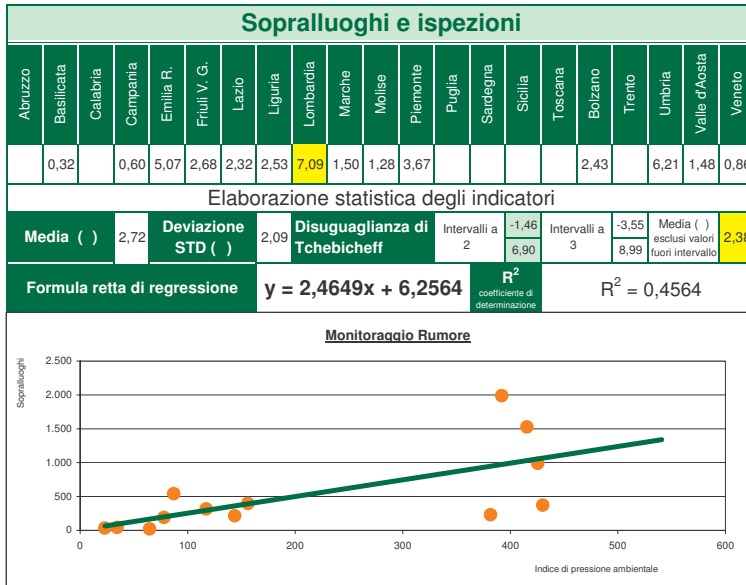 Sopralluoghi e ispezioni
Abruzzo Basilicata Calabria Campania Emilia R. Friuli V. G. Lazio Liguria Lombardia Marche Molise Piemonte Puglia Sardegna Sicilia Toscana Bolzano Trento Umbria Valle d'Aosta Veneto
0,32 0,60 5,07 2,68 2,32 2,53 7,09 1,50 1,28 3,67 2,43 6,21 1,48 0,86
Elaborazione statistica degli indicatori
Media ( ) 2,72 Deviazione STD ( ) 2,09 Disuguaglianza di Tchebicheff Intervalli a 2 -1,46 6,90 Intervalli a 3 -3,55 8,99 Media ( ) esclusi valori fuori intervallo 2,38
Formula retta di regressione y = 2,4649x + 6,2564 R² coefficiente di determinazione R² = 0,4564
Monitoraggio Rumore
Sopralluoghi
2.500
2.000
1.500
1.000
500
0
0 100 200 300 400 500 600
Indice di pressione ambientale